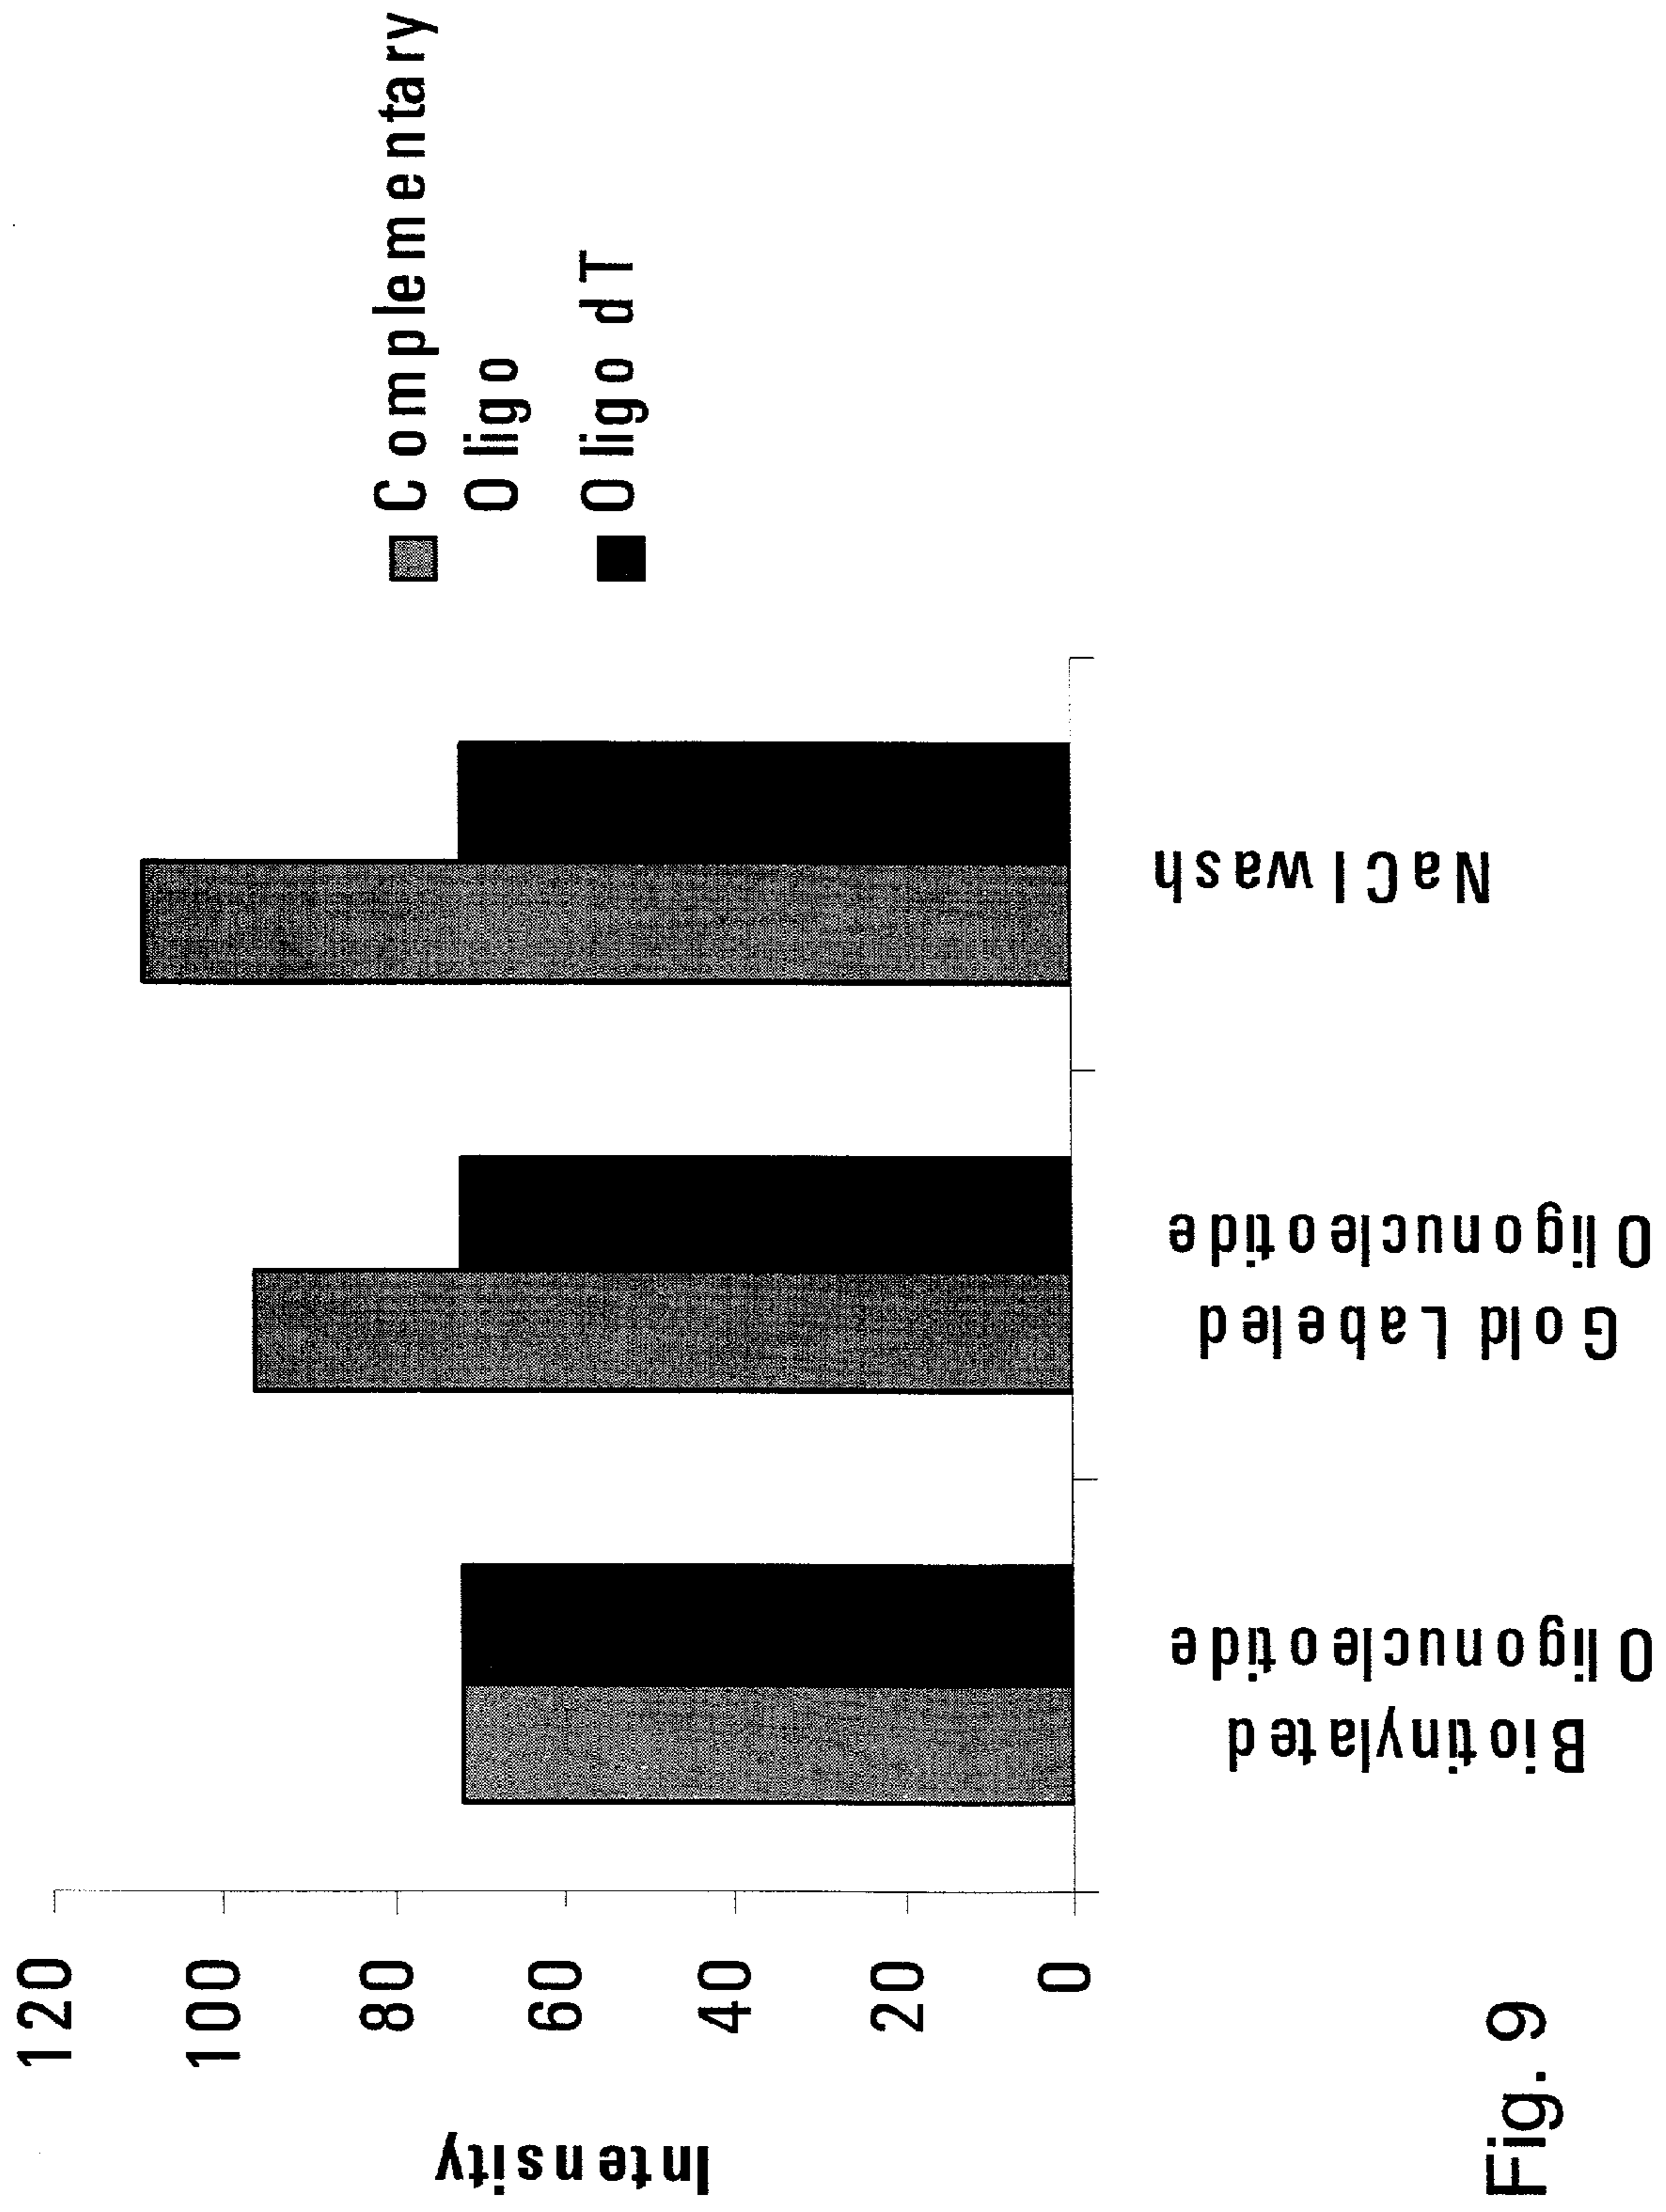 Intensity
120
100
80
60
40
20
0
Biotinylated
Oligonucleotide
Gold Labeled
Oligonucleotide
NaCl wash
Complementary
Oligo
Oligo dT
Fig. 9